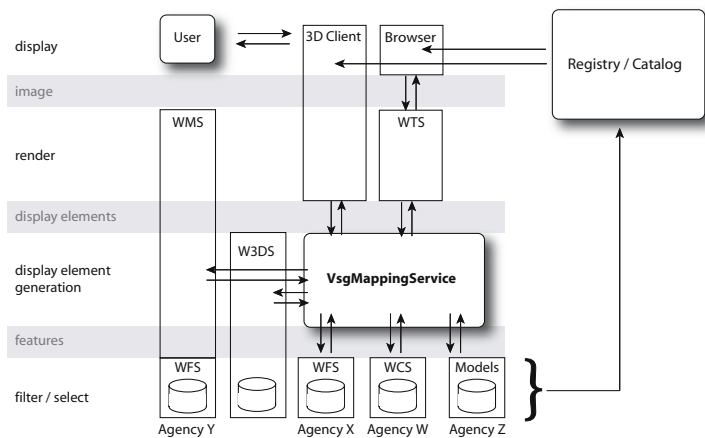 display
User
3D Client
Browser
Registry / Catalog
image
WMS
WTS
render
display elements
W3DS
display element
generation
VsgMappingService
features
WFS
WFS
WCS
Models
filter / select
Agency Y
Agency X
Agency W
Agency Z